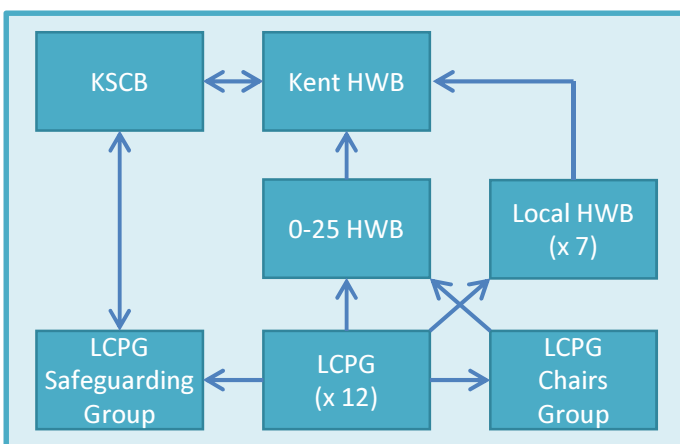 KSCB
Kent HWB
0-25 HWB
Local HWB
(x 7)
LCPG
Safeguarding
Group
LCPG
(x 12)
LCPG
Chairs
Group